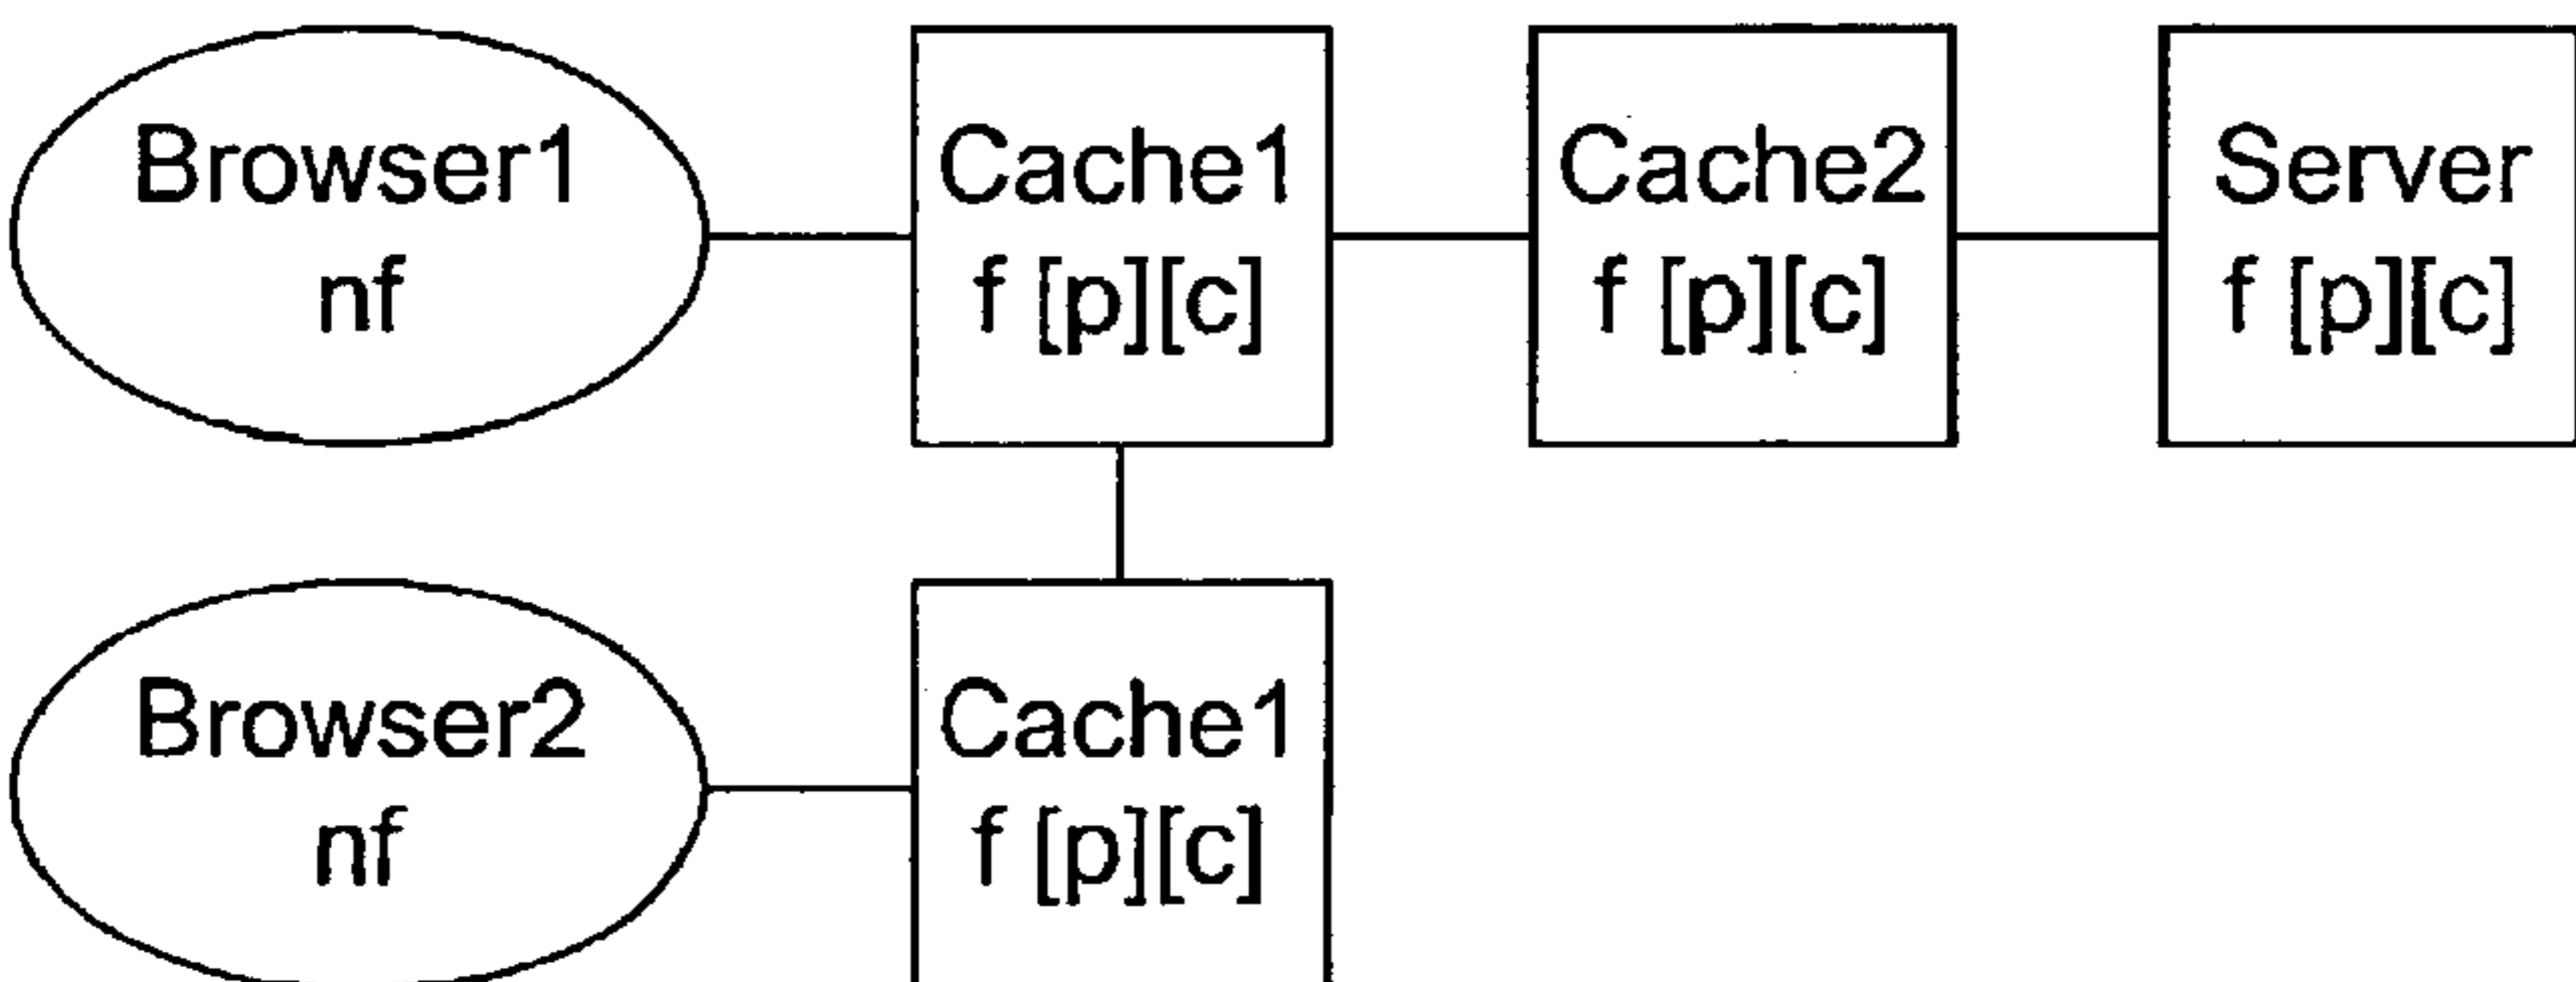 Browser1
nf
Cache1
f [p][c]
Cache2
f [p][c]
Server
f [p][c]
Browser2
nf
Cache1
f [p][c]